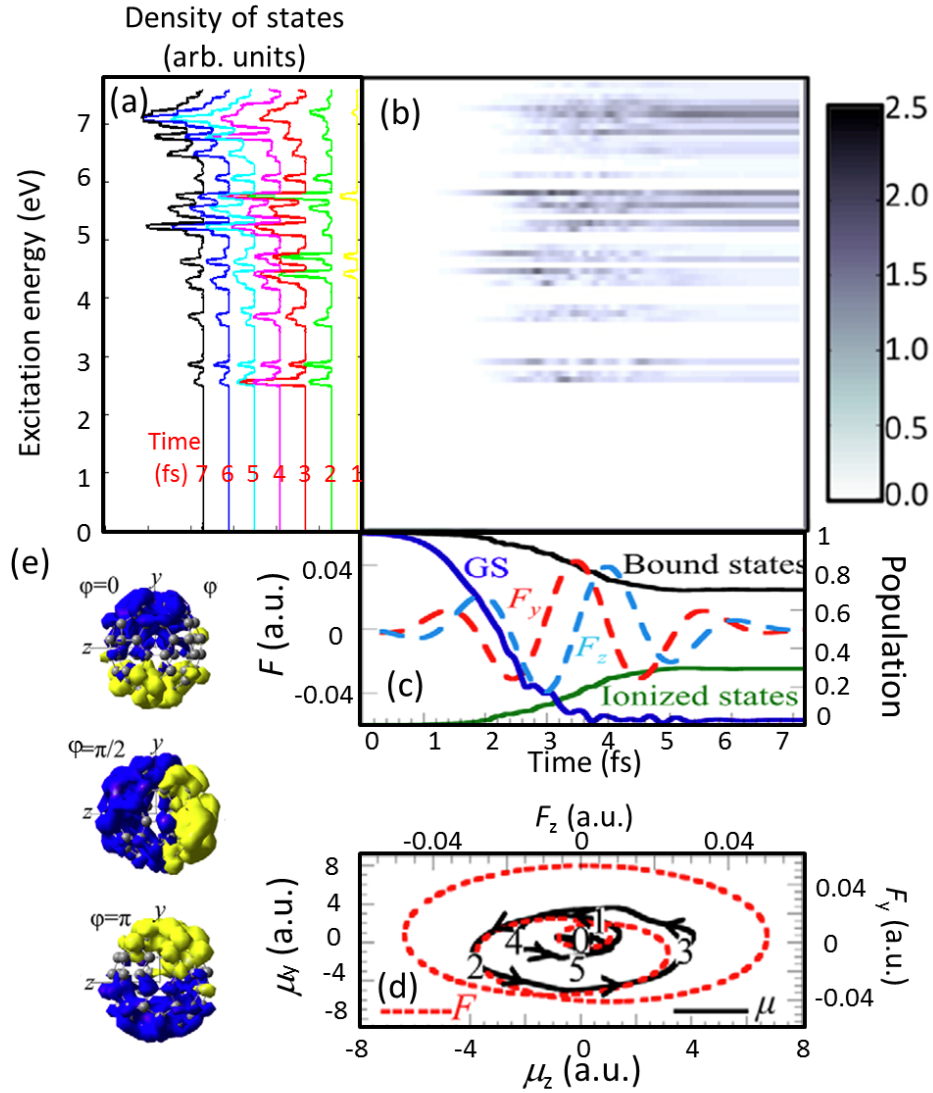 Density of states
(arb. units)
(a)
(b)
Excitation energy (eV)
7
6
5
4
3
2
1
0
Time
(fs) 7 6 5 4 3 2 1
2.5
2.0
1.5
1.0
0.5
0.0
(e)
φ=0 y φ
z
φ=π/2 y
z
φ=π y
z
F (a.u.)
0.04
0
-0.04
GS
Bound states
Fy
Fz
(c)
Ionized states
1
0.8
0.6
0.4
0.2
0
Population
0 1 2 3 4 5 6 7
Time (fs)
Fz (a.u.)
-0.04 0 0.04
μy (a.u.)
8
4
0
-4
-8
1
4 0 3
2 5
(d)
F
μ
0.04
0
-0.04
Fy (a.u.)
-8 -4 0 4 8
μz (a.u.)